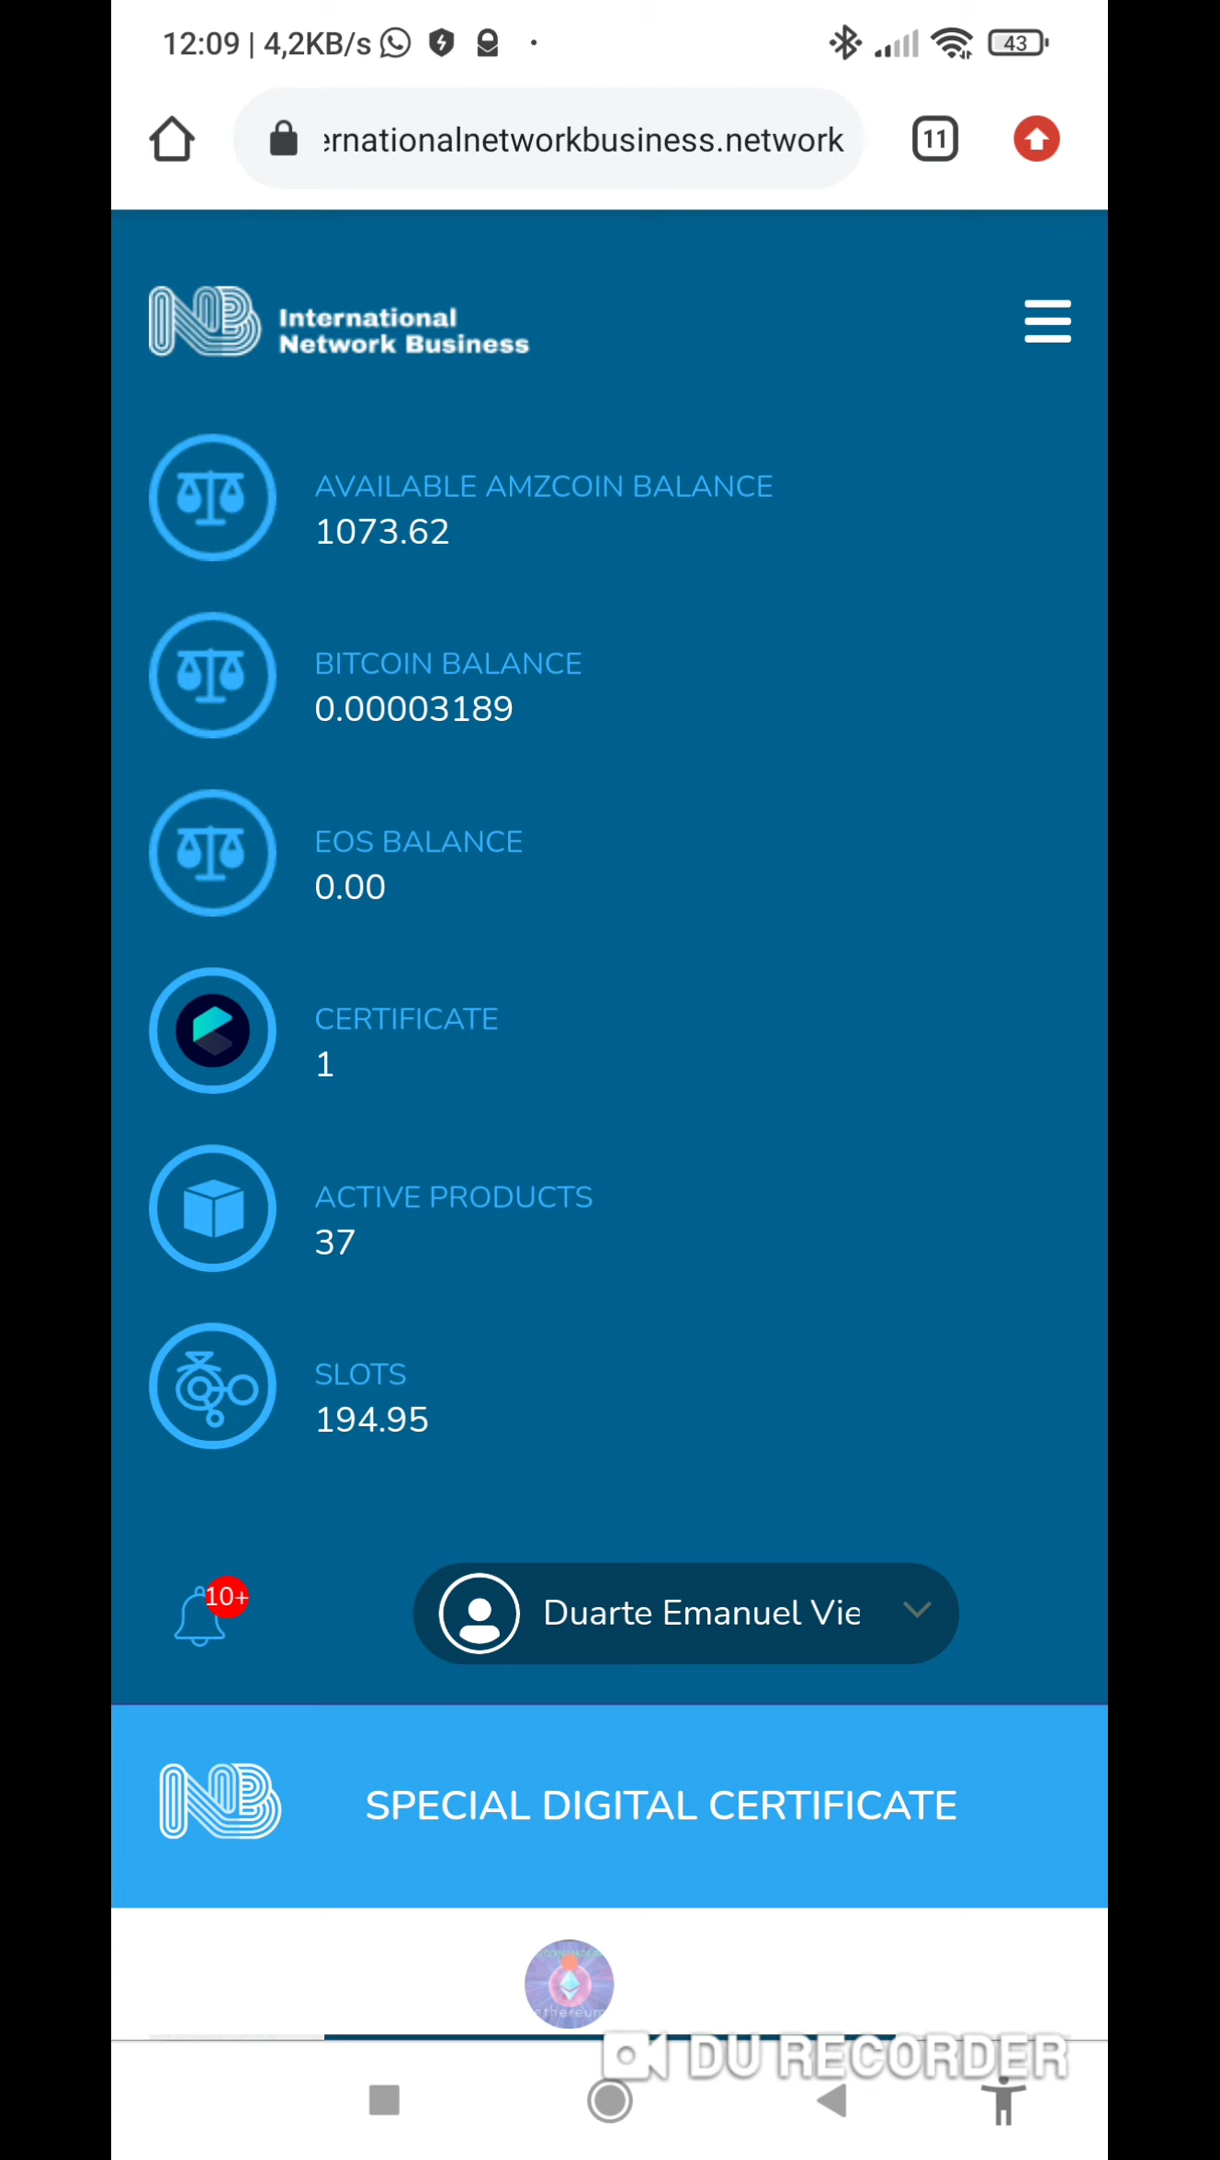 12:09 | 4,2KB/s
43
ernationalnetworkbusiness.network
11
International
Network Business
AVAILABLE AMZCOIN BALANCE
1073.62
BITCOIN BALANCE
0.00003189
EOS BALANCE
0.00
CERTIFICATE
1
ACTIVE PRODUCTS
37
SLOTS
194.95
10+
Duarte Emanuel Vie
NB
SPECIAL DIGITAL CERTIFICATE
ethereum
DU RECORDER